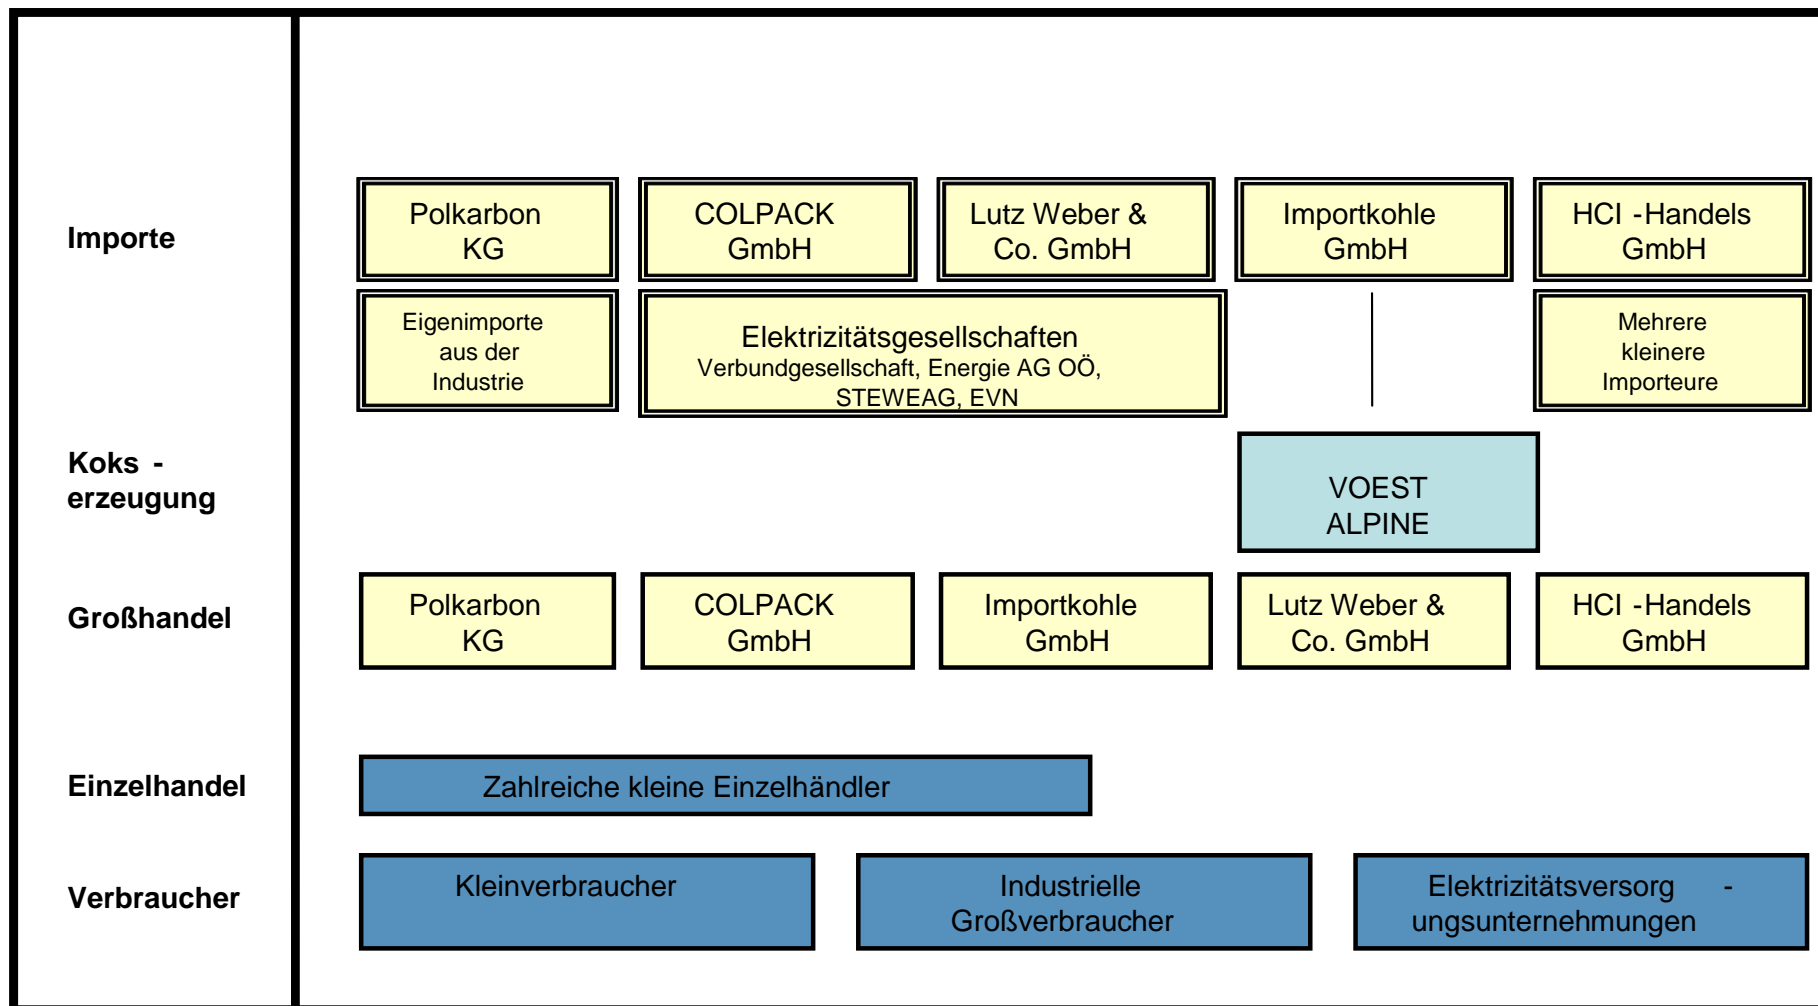 Importe
Polkarbon
KG
COLPACK
GmbH
Lutz Weber &
Co. GmbH
Importkohle
GmbH
HCI -Handels
GmbH
Eigenimporte
aus der
Industrie
Elektrizitätsgesellschaften
Verbundgesellschaft, Energie AG OÖ,
STEWEAG, EVN
Mehrere
kleinere
Importeure
Koks -
erzeugung
VOEST
ALPINE
Großhandel
Polkarbon
KG
COLPACK
GmbH
Importkohle
GmbH
Lutz Weber &
Co. GmbH
HCI -Handels
GmbH
Einzelhandel
Zahlreiche kleine Einzelhändler
Verbraucher
Kleinverbraucher
Industrielle
Großverbraucher
Elektrizitätsversorg -
ungsunternehmungen